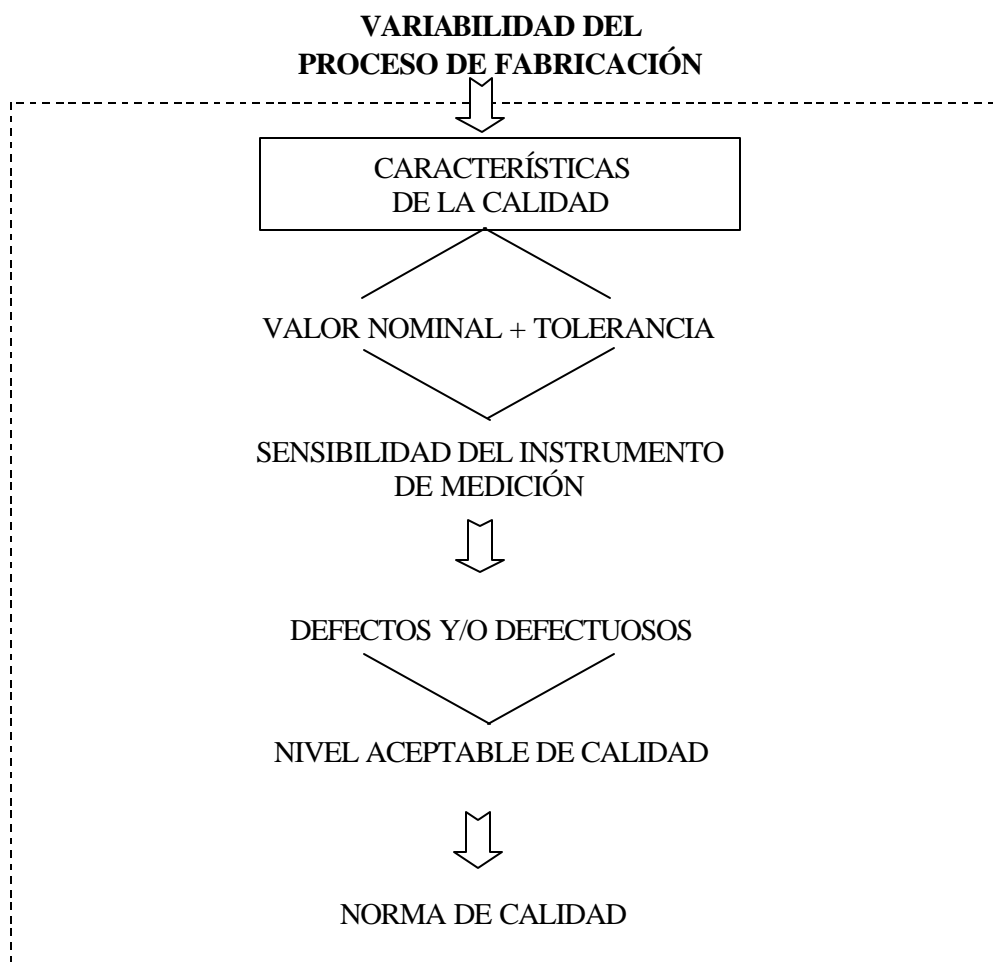 VARIABILIDAD DEL
PROCESO DE FABRICACIÓN
CARACTERÍSTICAS
DE LA CALIDAD
VALOR NOMINAL + TOLERANCIA
SENSIBILIDAD DEL INSTRUMENTO
DE MEDICIÓN
DEFECTOS Y/O DEFECTUOSOS
NIVEL ACEPTABLE DE CALIDAD
NORMA DE CALIDAD